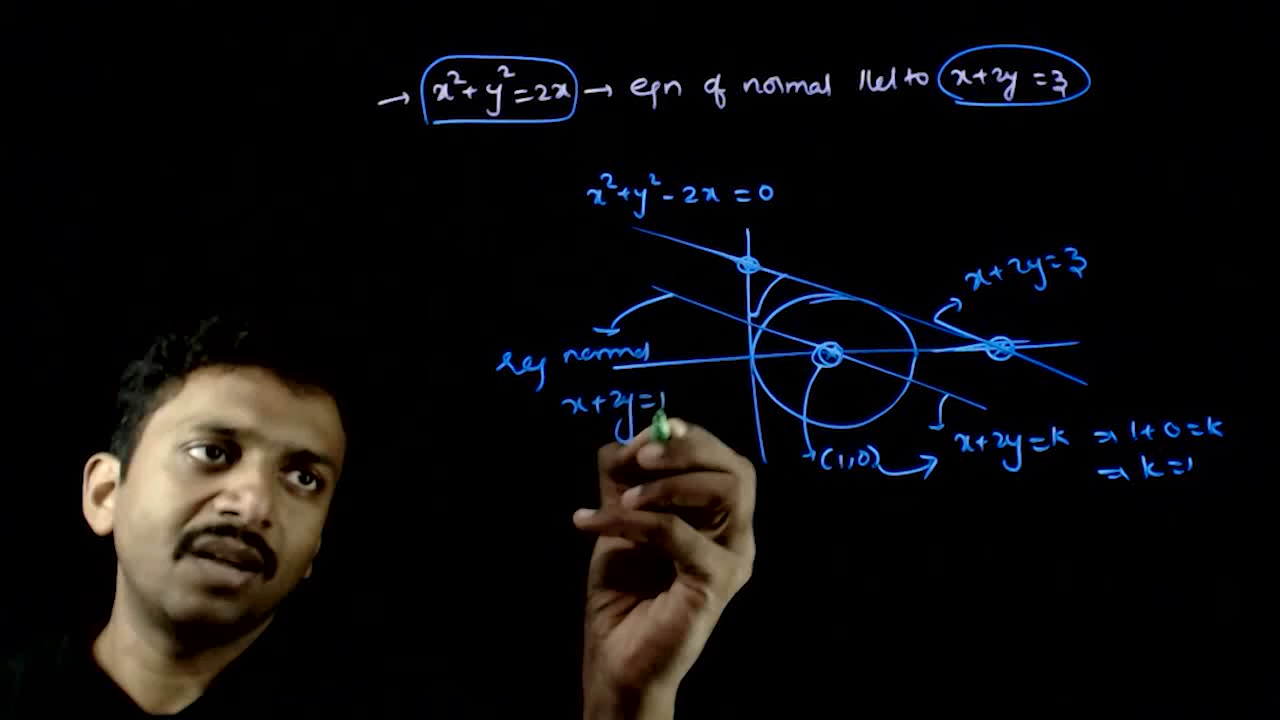 → x²+y²=2x → eqn of normal llel to x+2y=3
x²+y²-2x=0
x+2y=3
req normal
x+2y=1
(1,0)
x+2y=k ⇒ 1+0=k
⇒ k=1